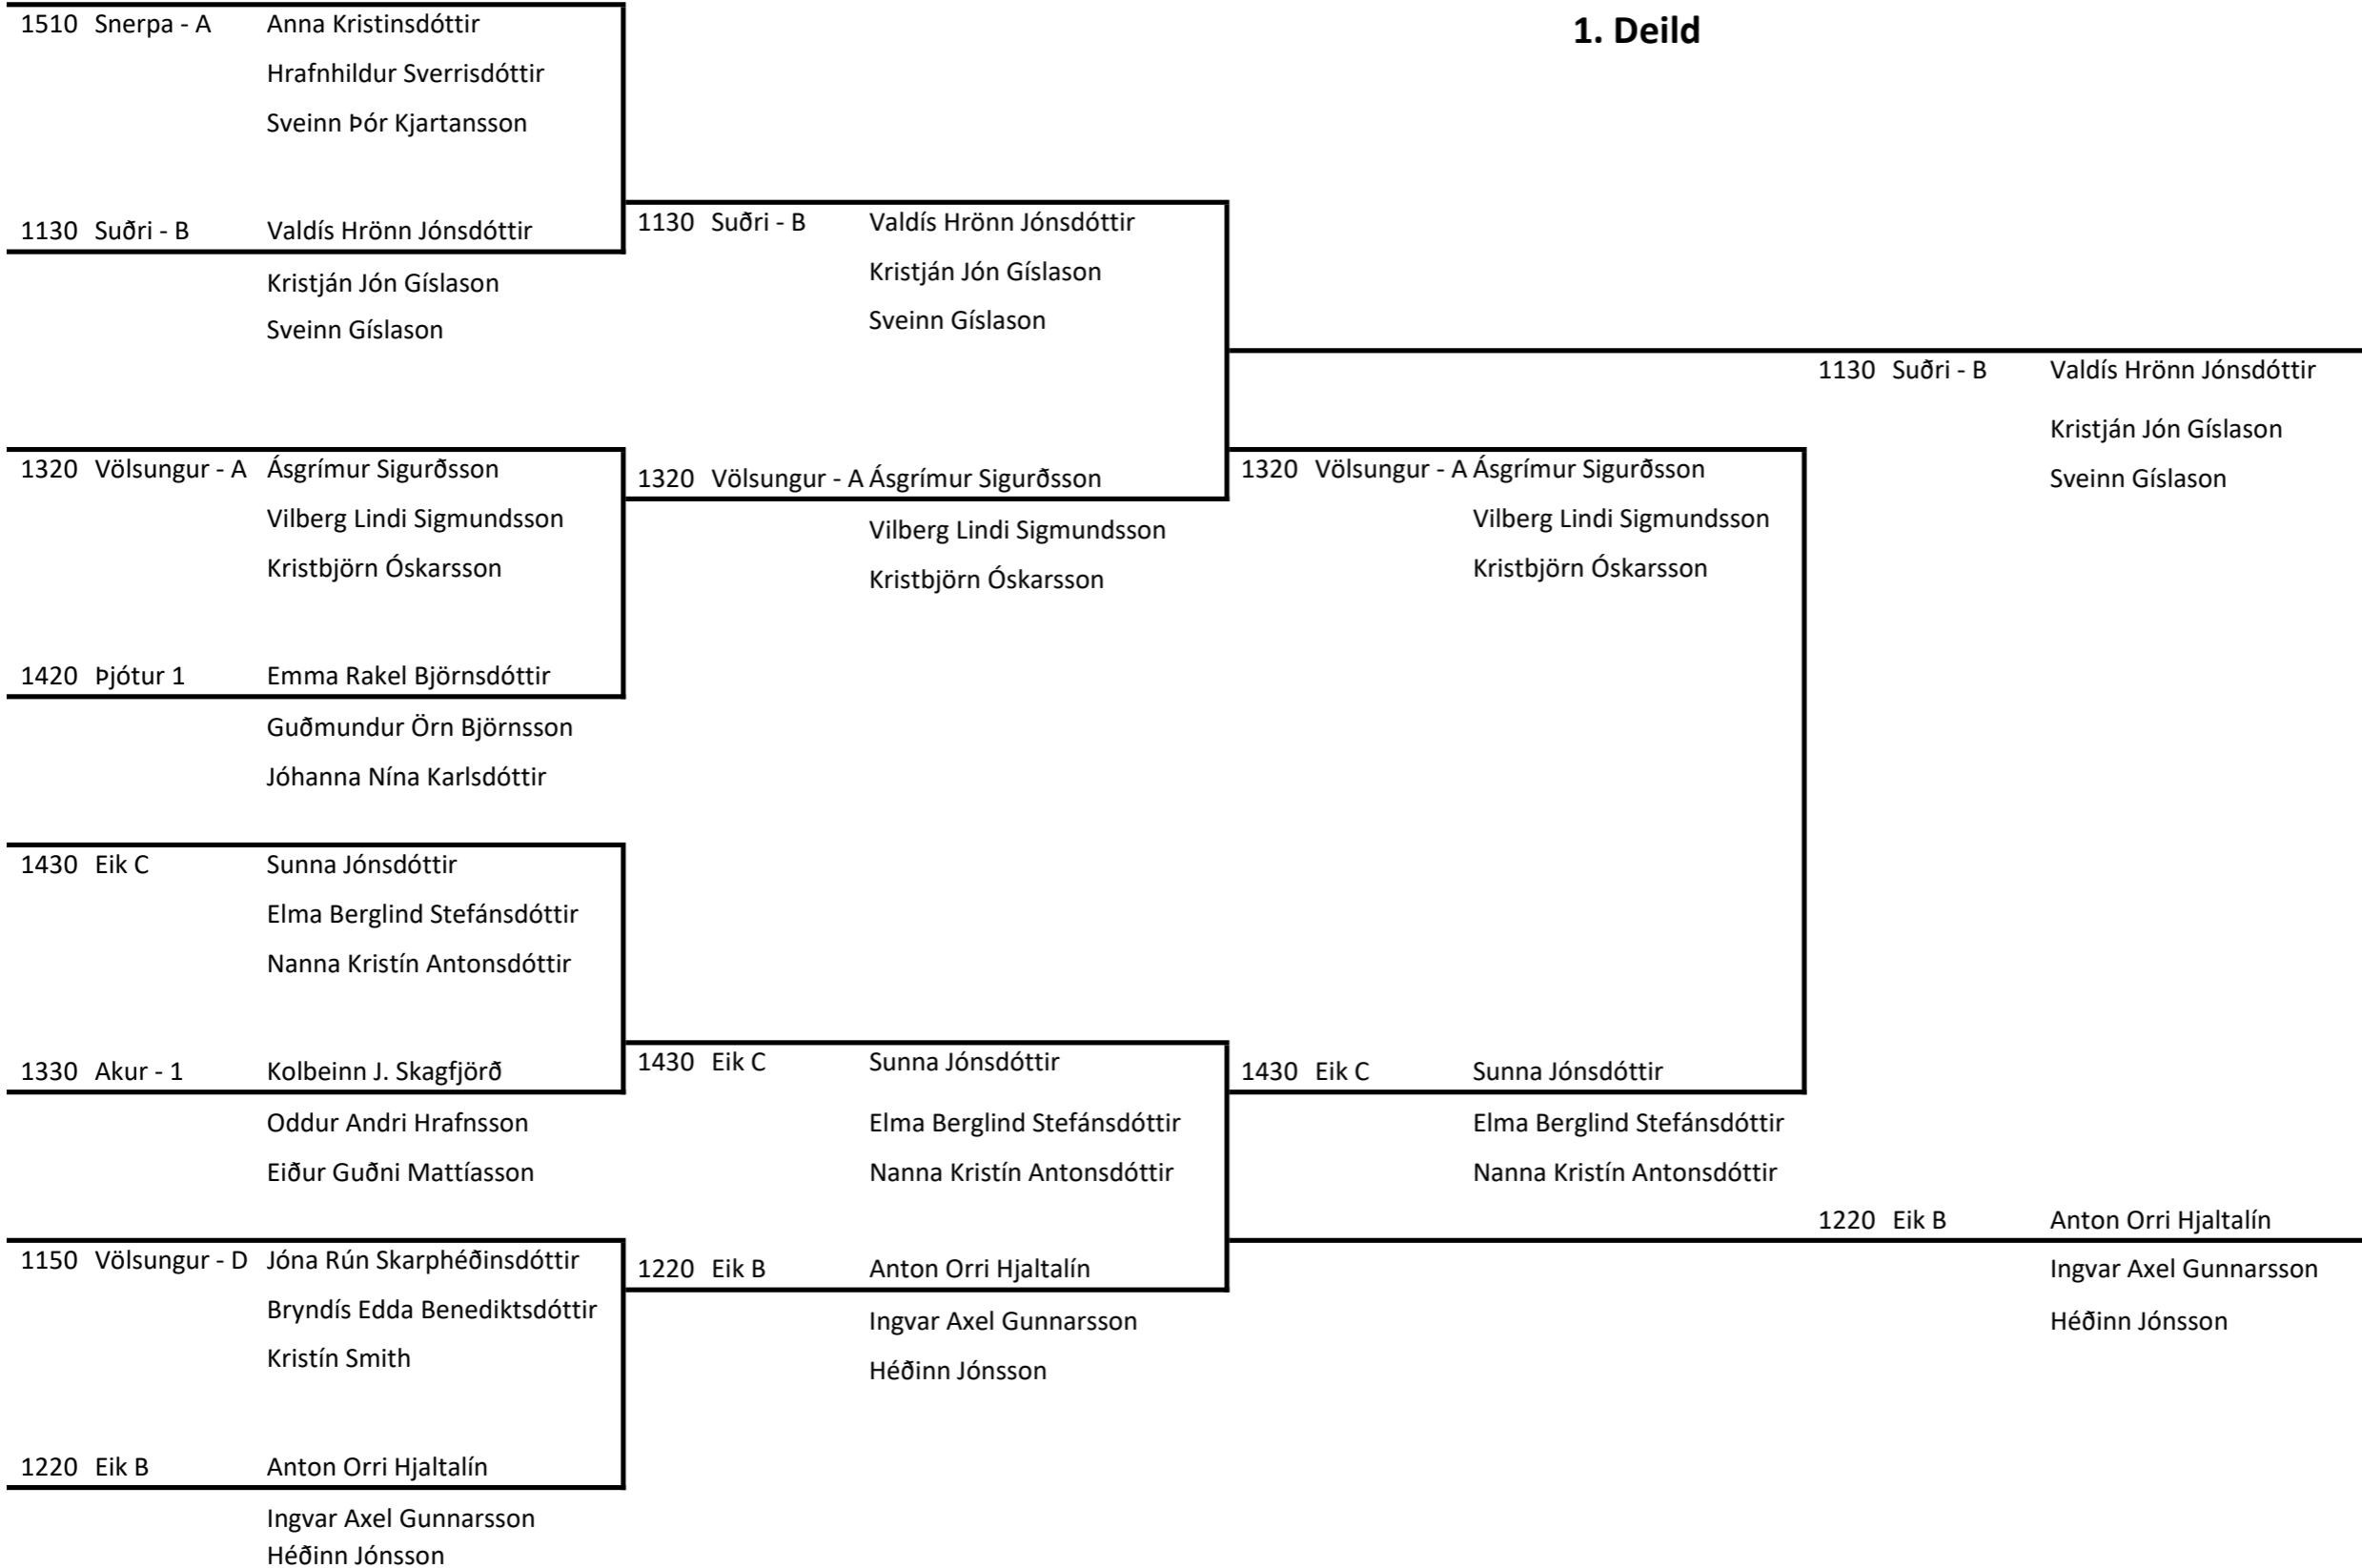 1. Deild
1510 Snerpa - A Anna Kristinsdóttir
Hrafnhildur Sverrisdóttir
Sveinn Þór Kjartansson
1130 Suðri - B Valdís Hrönn Jónsdóttir
Kristján Jón Gíslason
Sveinn Gíslason
1320 Völsungur - A Ásgrímur Sigurðsson
Vilberg Lindi Sigmundsson
Kristbjörn Óskarsson
1420 Þjótur 1 Emma Rakel Björnsdóttir
Guðmundur Örn Björnsson
Jóhanna Nína Karlsdóttir
1430 Eik C Sunna Jónsdóttir
Elma Berglind Stefánsdóttir
Nanna Kristín Antonsdóttir
1330 Akur - 1 Kolbeinn J. Skagfjörð
Oddur Andri Hrafnsson
Eiður Guðni Mattíasson
1150 Völsungur - D Jóna Rún Skarphéðinsdóttir
Bryndís Edda Benediktsdóttir
Kristín Smith
1220 Eik B Anton Orri Hjaltalín
Ingvar Axel Gunnarsson
Héðinn Jónsson
1130 Suðri - B Valdís Hrönn Jónsdóttir
Kristján Jón Gíslason
Sveinn Gíslason
1320 Völsungur - A Ásgrímur Sigurðsson
Vilberg Lindi Sigmundsson
Kristbjörn Óskarsson
1430 Eik C Sunna Jónsdóttir
Elma Berglind Stefánsdóttir
Nanna Kristín Antonsdóttir
1220 Eik B Anton Orri Hjaltalín
Ingvar Axel Gunnarsson
Héðinn Jónsson
1320 Völsungur - A Ásgrímur Sigurðsson
Vilberg Lindi Sigmundsson
Kristbjörn Óskarsson
1430 Eik C Sunna Jónsdóttir
Elma Berglind Stefánsdóttir
Nanna Kristín Antonsdóttir
1130 Suðri - B Valdís Hrönn Jónsdóttir
Kristján Jón Gíslason
Sveinn Gíslason
1220 Eik B Anton Orri Hjaltalín
Ingvar Axel Gunnarsson
Héðinn Jónsson